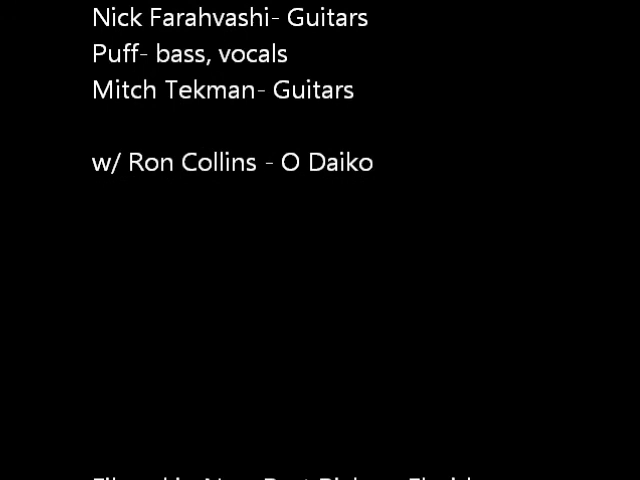 Nick Farahvashi- Guitars
Puff- bass, vocals
Mitch Tekman- Guitars
w/ Ron Collins - O Daiko